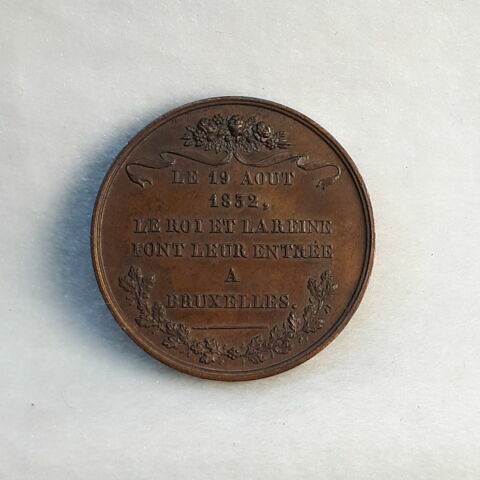 LE 19 AOUT
1832,
LE ROI ET LA REINE
FONT LEUR ENTRÉE
A
BRUXELLES.